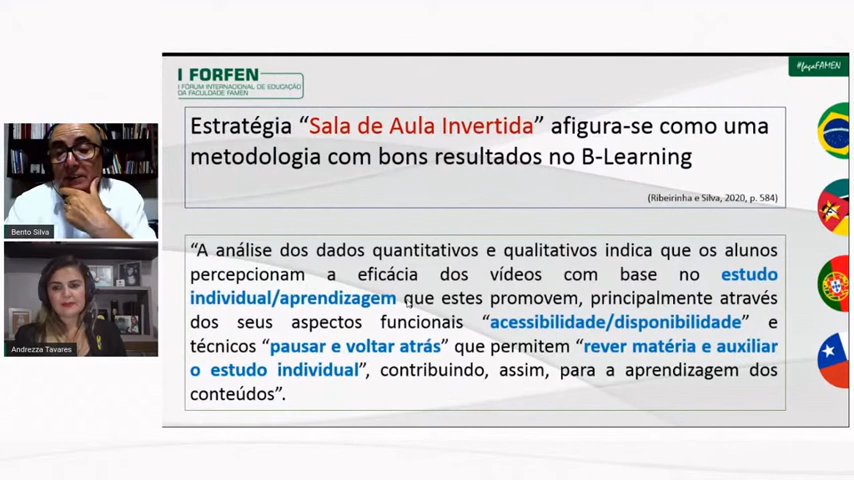 #façaFAMEN
I FORFEN
I FÓRUM INTERNACIONAL DE EDUCAÇÃO
DA FACULDADE FAMEN
Estratégia “Sala de Aula Invertida” afigura-se como uma
metodologia com bons resultados no B-Learning
(Ribeirinha e Silva, 2020, p. 584)
“A análise dos dados quantitativos e qualitativos indica que os alunos
percepcionam a eficácia dos vídeos com base no estudo
individual/aprendizagem que estes promovem, principalmente através
dos seus aspectos funcionais “acessibilidade/disponibilidade” e
técnicos “pausar e voltar atrás” que permitem “rever matéria e auxiliar
o estudo individual”, contribuindo, assim, para a aprendizagem dos
conteúdos”.
Bento Silva
Andrezza Tavares